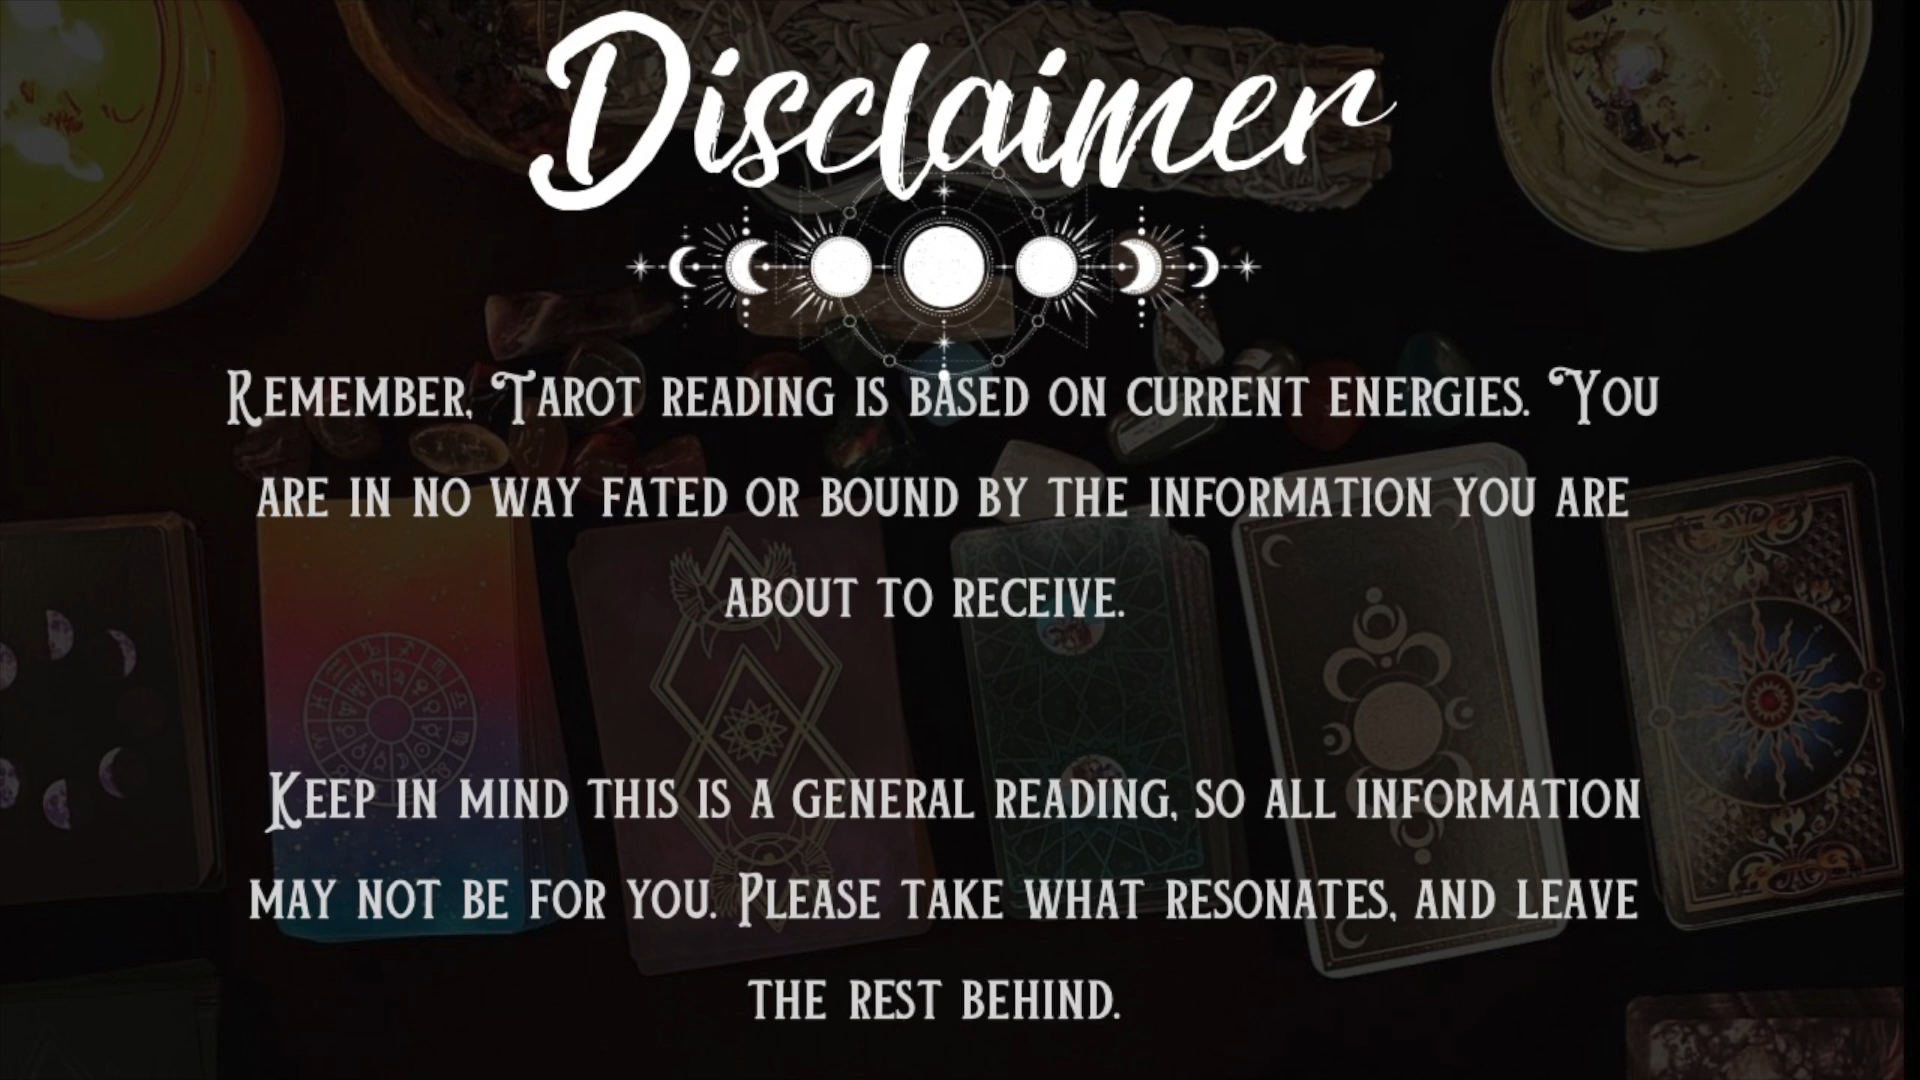 Disclaimer
Remember, Tarot reading is based on current energies. You
are in no way fated or bound by the information you are
about to receive.
Keep in mind this is a general reading, so all information
may not be for you. Please take what resonates, and leave
the rest behind.